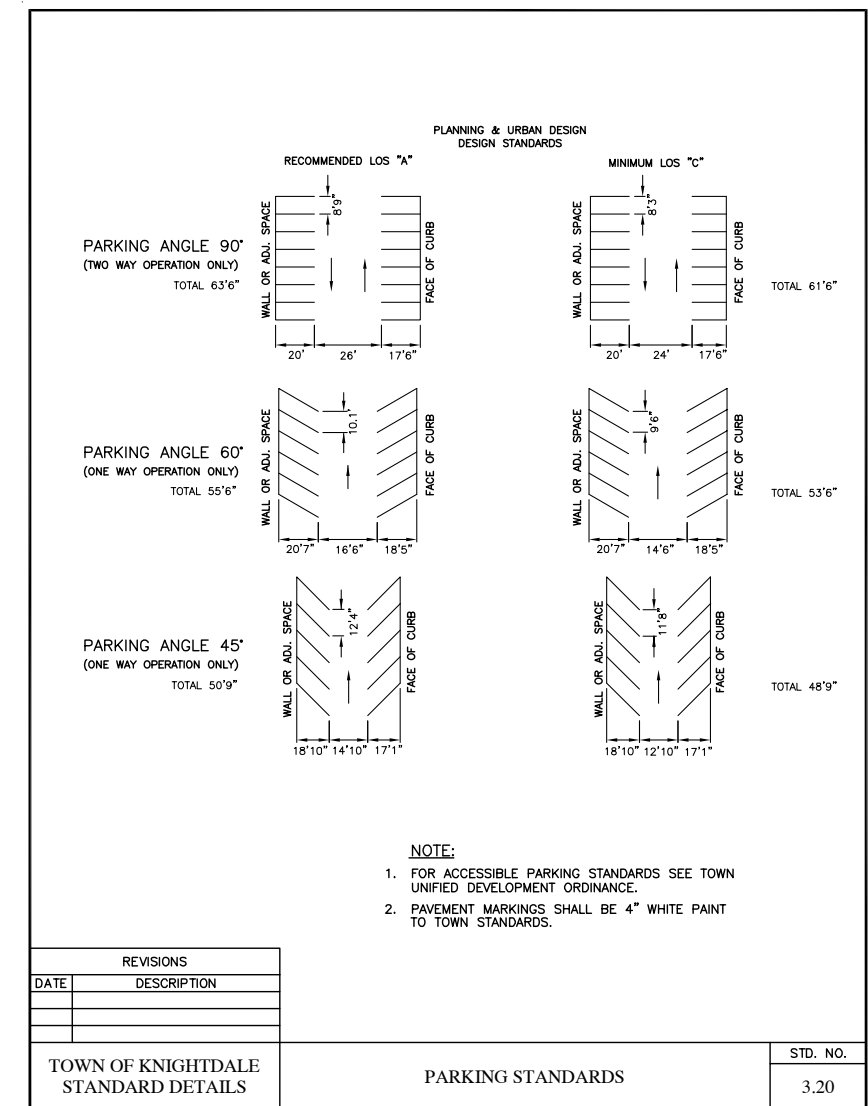 PLANNING & URBAN DESIGN
DESIGN STANDARDS
RECOMMENDED LOS "A"
MINIMUM LOS "C"
PARKING ANGLE 90°
(TWO WAY OPERATION ONLY)
TOTAL 63'6"
WALL OR ADJ. SPACE
8'9"
FACE OF CURB
20'
26'
17'6"
WALL OR ADJ. SPACE
8'3"
FACE OF CURB
20'
24'
17'6"
TOTAL 61'6"
PARKING ANGLE 60°
(ONE WAY OPERATION ONLY)
TOTAL 55'6"
WALL OR ADJ. SPACE
10.1'
FACE OF CURB
20'7"
16'6"
18'5"
WALL OR ADJ. SPACE
9'6"
FACE OF CURB
20'7"
14'6"
18'5"
TOTAL 53'6"
PARKING ANGLE 45°
(ONE WAY OPERATION ONLY)
TOTAL 50'9"
WALL OR ADJ. SPACE
12'4"
FACE OF CURB
18'10"
14'10"
17'1"
WALL OR ADJ. SPACE
11'8"
FACE OF CURB
18'10"
12'10"
17'1"
TOTAL 48'9"
NOTE:
1. FOR ACCESSIBLE PARKING STANDARDS SEE TOWN
UNIFIED DEVELOPMENT ORDINANCE.
2. PAVEMENT MARKINGS SHALL BE 4" WHITE PAINT
TO TOWN STANDARDS.
REVISIONS
DATE DESCRIPTION
TOWN OF KNIGHTDALE
STANDARD DETAILS
PARKING STANDARDS
STD. NO.
3.20